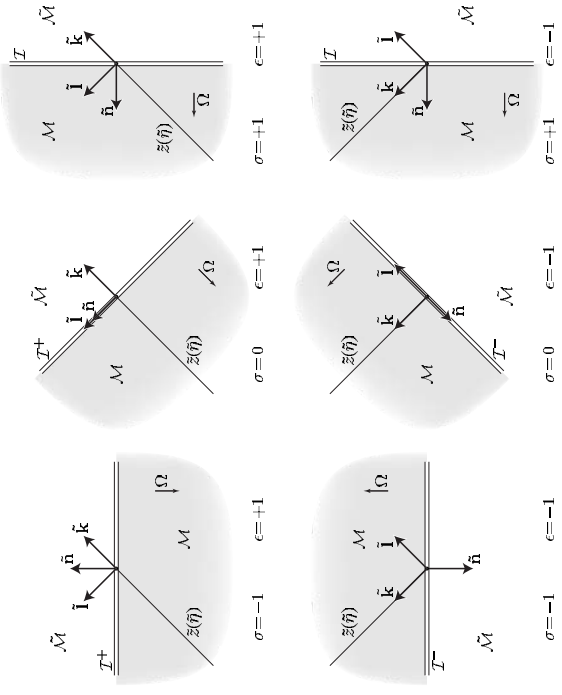 M̃
ñ
l̃ k̃
𝓘⁺
Ω
M
z̃(η̃)
σ=−1 ϵ=+1
M̃
𝓘⁺
l̃ ñ k̃
M
z̃(η̃) Ω
σ=0 ϵ=+1
𝓘
M M̃
l̃ k̃
ñ
z̃(η̃) Ω
σ=+1 ϵ=+1
z̃(η̃) M Ω
k̃ l̃
𝓘⁻
ñ
M̃
σ=−1 ϵ=−1
z̃(η̃) Ω
k̃ l̃
M
ñ
𝓘⁻
M̃
σ=0 ϵ=−1
𝓘
z̃(η̃)
k̃ l̃
ñ
M M̃
Ω
σ=+1 ϵ=−1